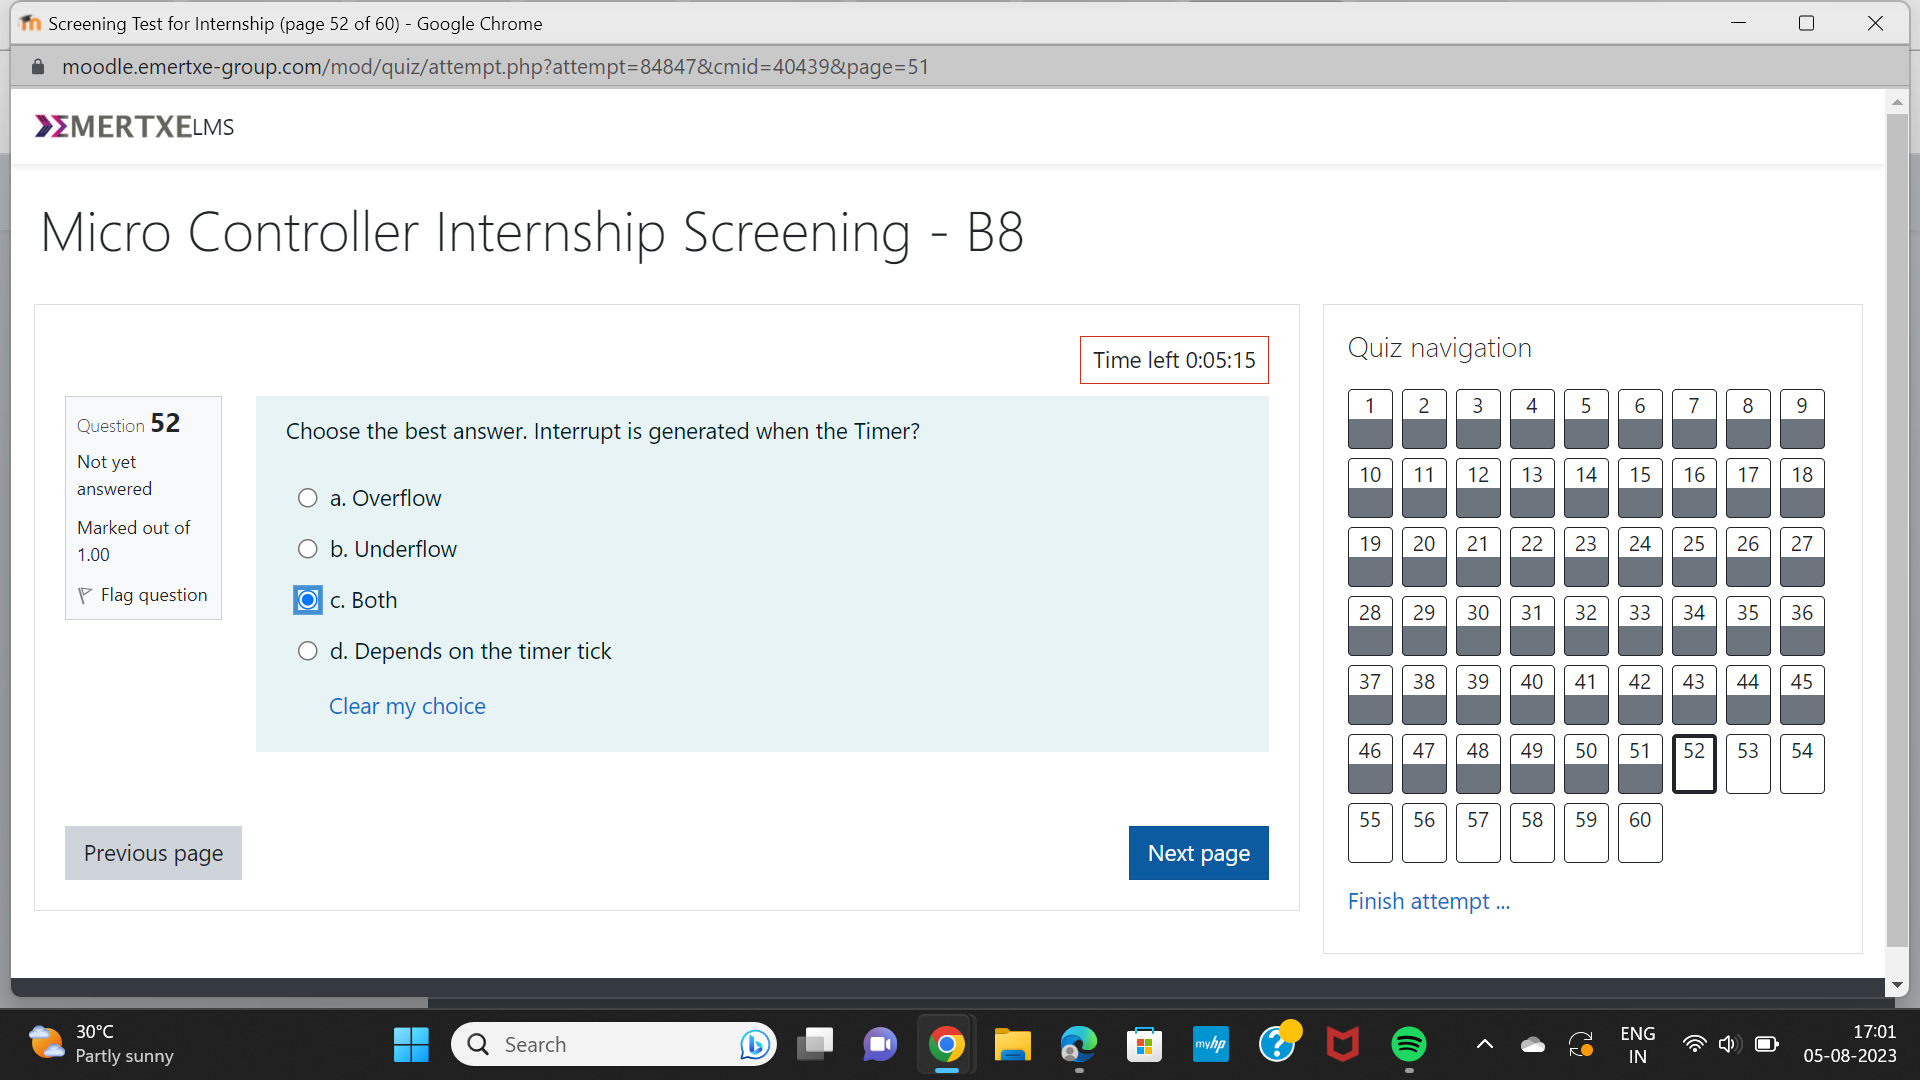 Screening Test for Internship (page 52 of 60) - Google Chrome
moodle.emertxe-group.com/mod/quiz/attempt.php?attempt=84847&cmid=40439&page=51
EMERTXE LMS
Micro Controller Internship Screening - B8
Time left 0:05:15
Question 52
Not yet
answered
Marked out of
1.00
Flag question
Choose the best answer. Interrupt is generated when the Timer?
a. Overflow
b. Underflow
c. Both
d. Depends on the timer tick
Clear my choice
Previous page
Next page
Quiz navigation
1 2 3 4 5 6 7 8 9
10 11 12 13 14 15 16 17 18
19 20 21 22 23 24 25 26 27
28 29 30 31 32 33 34 35 36
37 38 39 40 41 42 43 44 45
46 47 48 49 50 51 52 53 54
55 56 57 58 59 60
Finish attempt ...
30°C
Partly sunny
Search
myhp
ENG
IN
17:01
05-08-2023